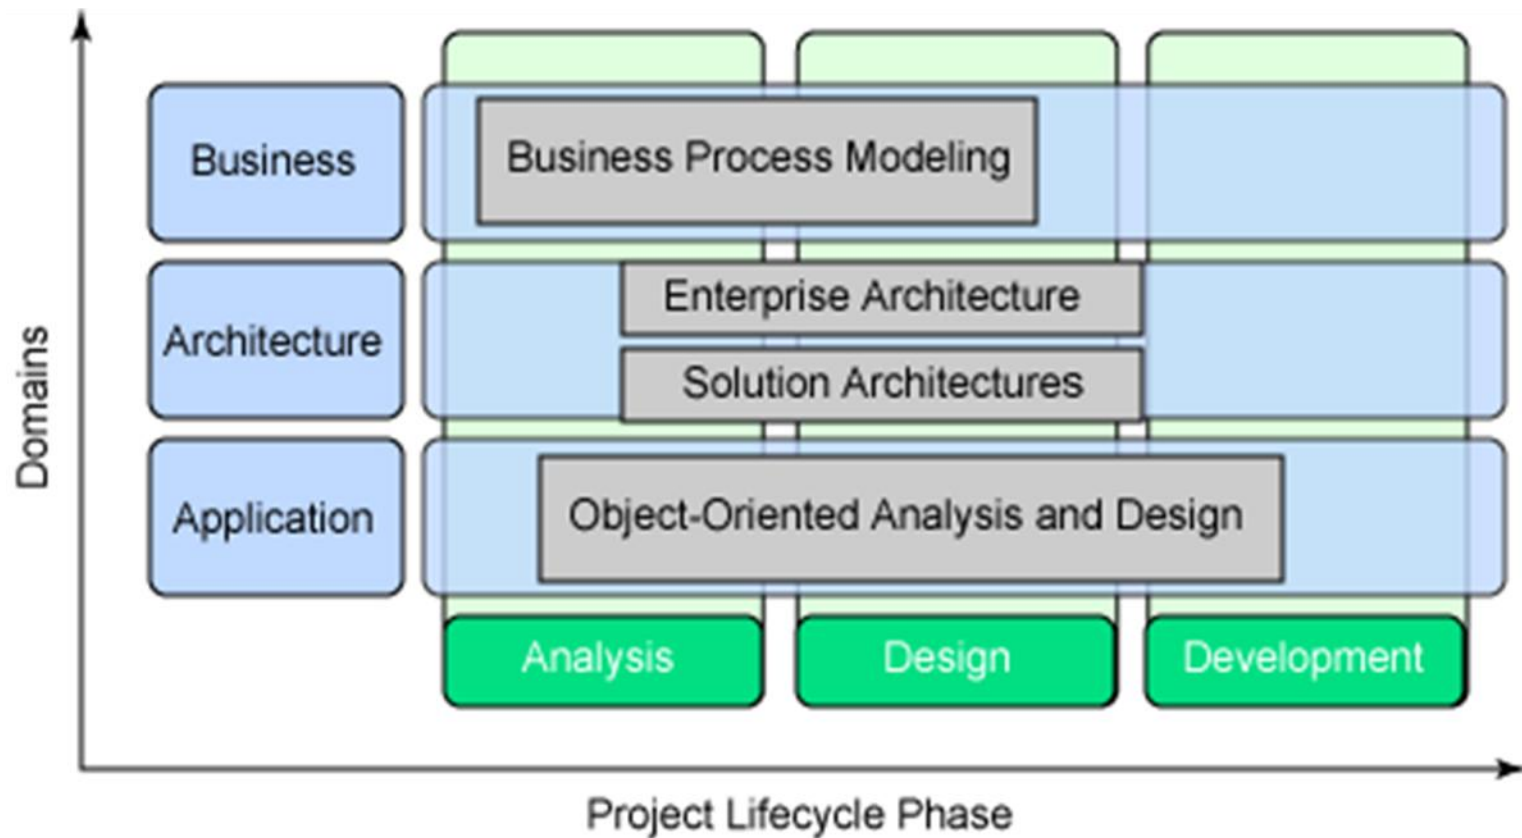 Business
Business Process Modeling
Enterprise Architecture
Architecture
Solution Architectures
Domains
Application
Object-Oriented Analysis and Design
Analysis
Design
Development
Project Lifecycle Phase